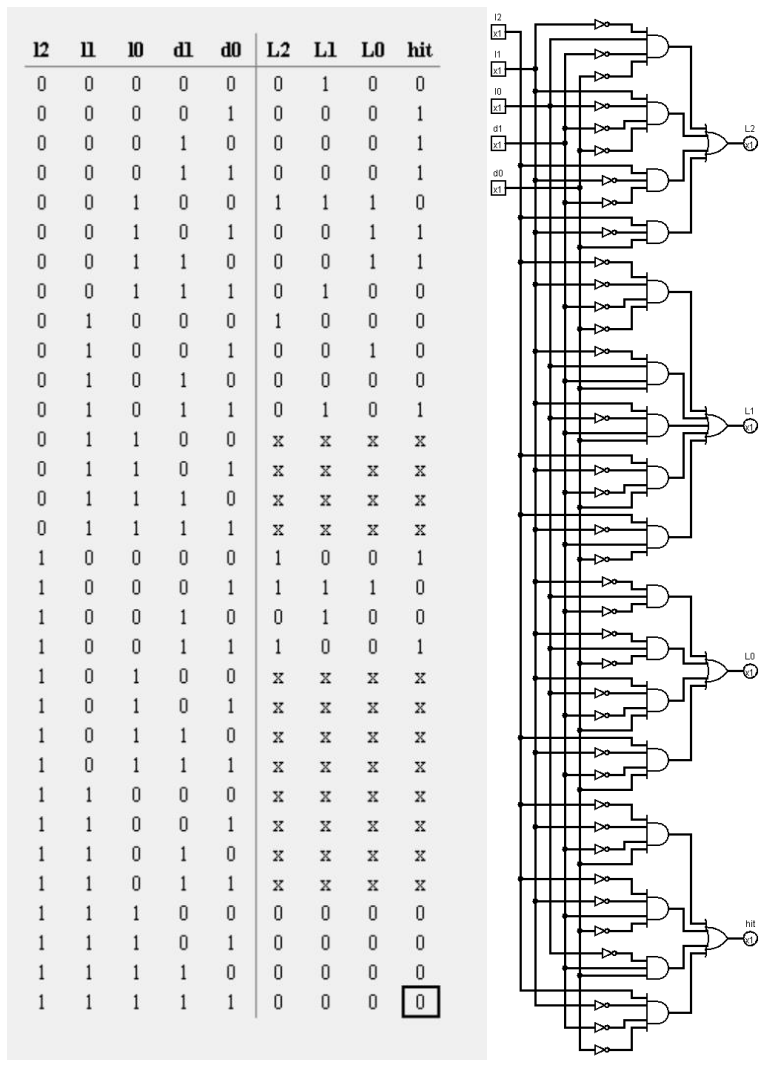 l2 l1 l0 d1 d0 L2 L1 L0 hit
0 0 0 0 0 0 1 0 0
0 0 0 0 1 0 0 0 1
0 0 0 1 0 0 0 0 1
0 0 0 1 1 0 0 0 1
0 0 1 0 0 1 1 1 0
0 0 1 0 1 0 0 1 1
0 0 1 1 0 0 0 1 1
0 0 1 1 1 0 1 0 0
0 1 0 0 0 1 0 0 0
0 1 0 0 1 0 0 1 0
0 1 0 1 0 0 0 0 0
0 1 0 1 1 0 1 0 1
0 1 1 0 0 x x x x
0 1 1 0 1 x x x x
0 1 1 1 0 x x x x
0 1 1 1 1 x x x x
1 0 0 0 0 1 0 0 1
1 0 0 0 1 1 1 1 0
1 0 0 1 0 0 1 0 0
1 0 0 1 1 1 0 0 1
1 0 1 0 0 x x x x
1 0 1 0 1 x x x x
1 0 1 1 0 x x x x
1 0 1 1 1 x x x x
1 1 0 0 0 x x x x
1 1 0 0 1 x x x x
1 1 0 1 0 x x x x
1 1 0 1 1 x x x x
1 1 1 0 0 0 0 0 0
1 1 1 0 1 0 0 0 0
1 1 1 1 0 0 0 0 0
1 1 1 1 1 0 0 0 0
l2
x1
l1
x1
l0
x1
d1
x1
d0
x1
L2
x1
L1
x1
L0
x1
hit
x1